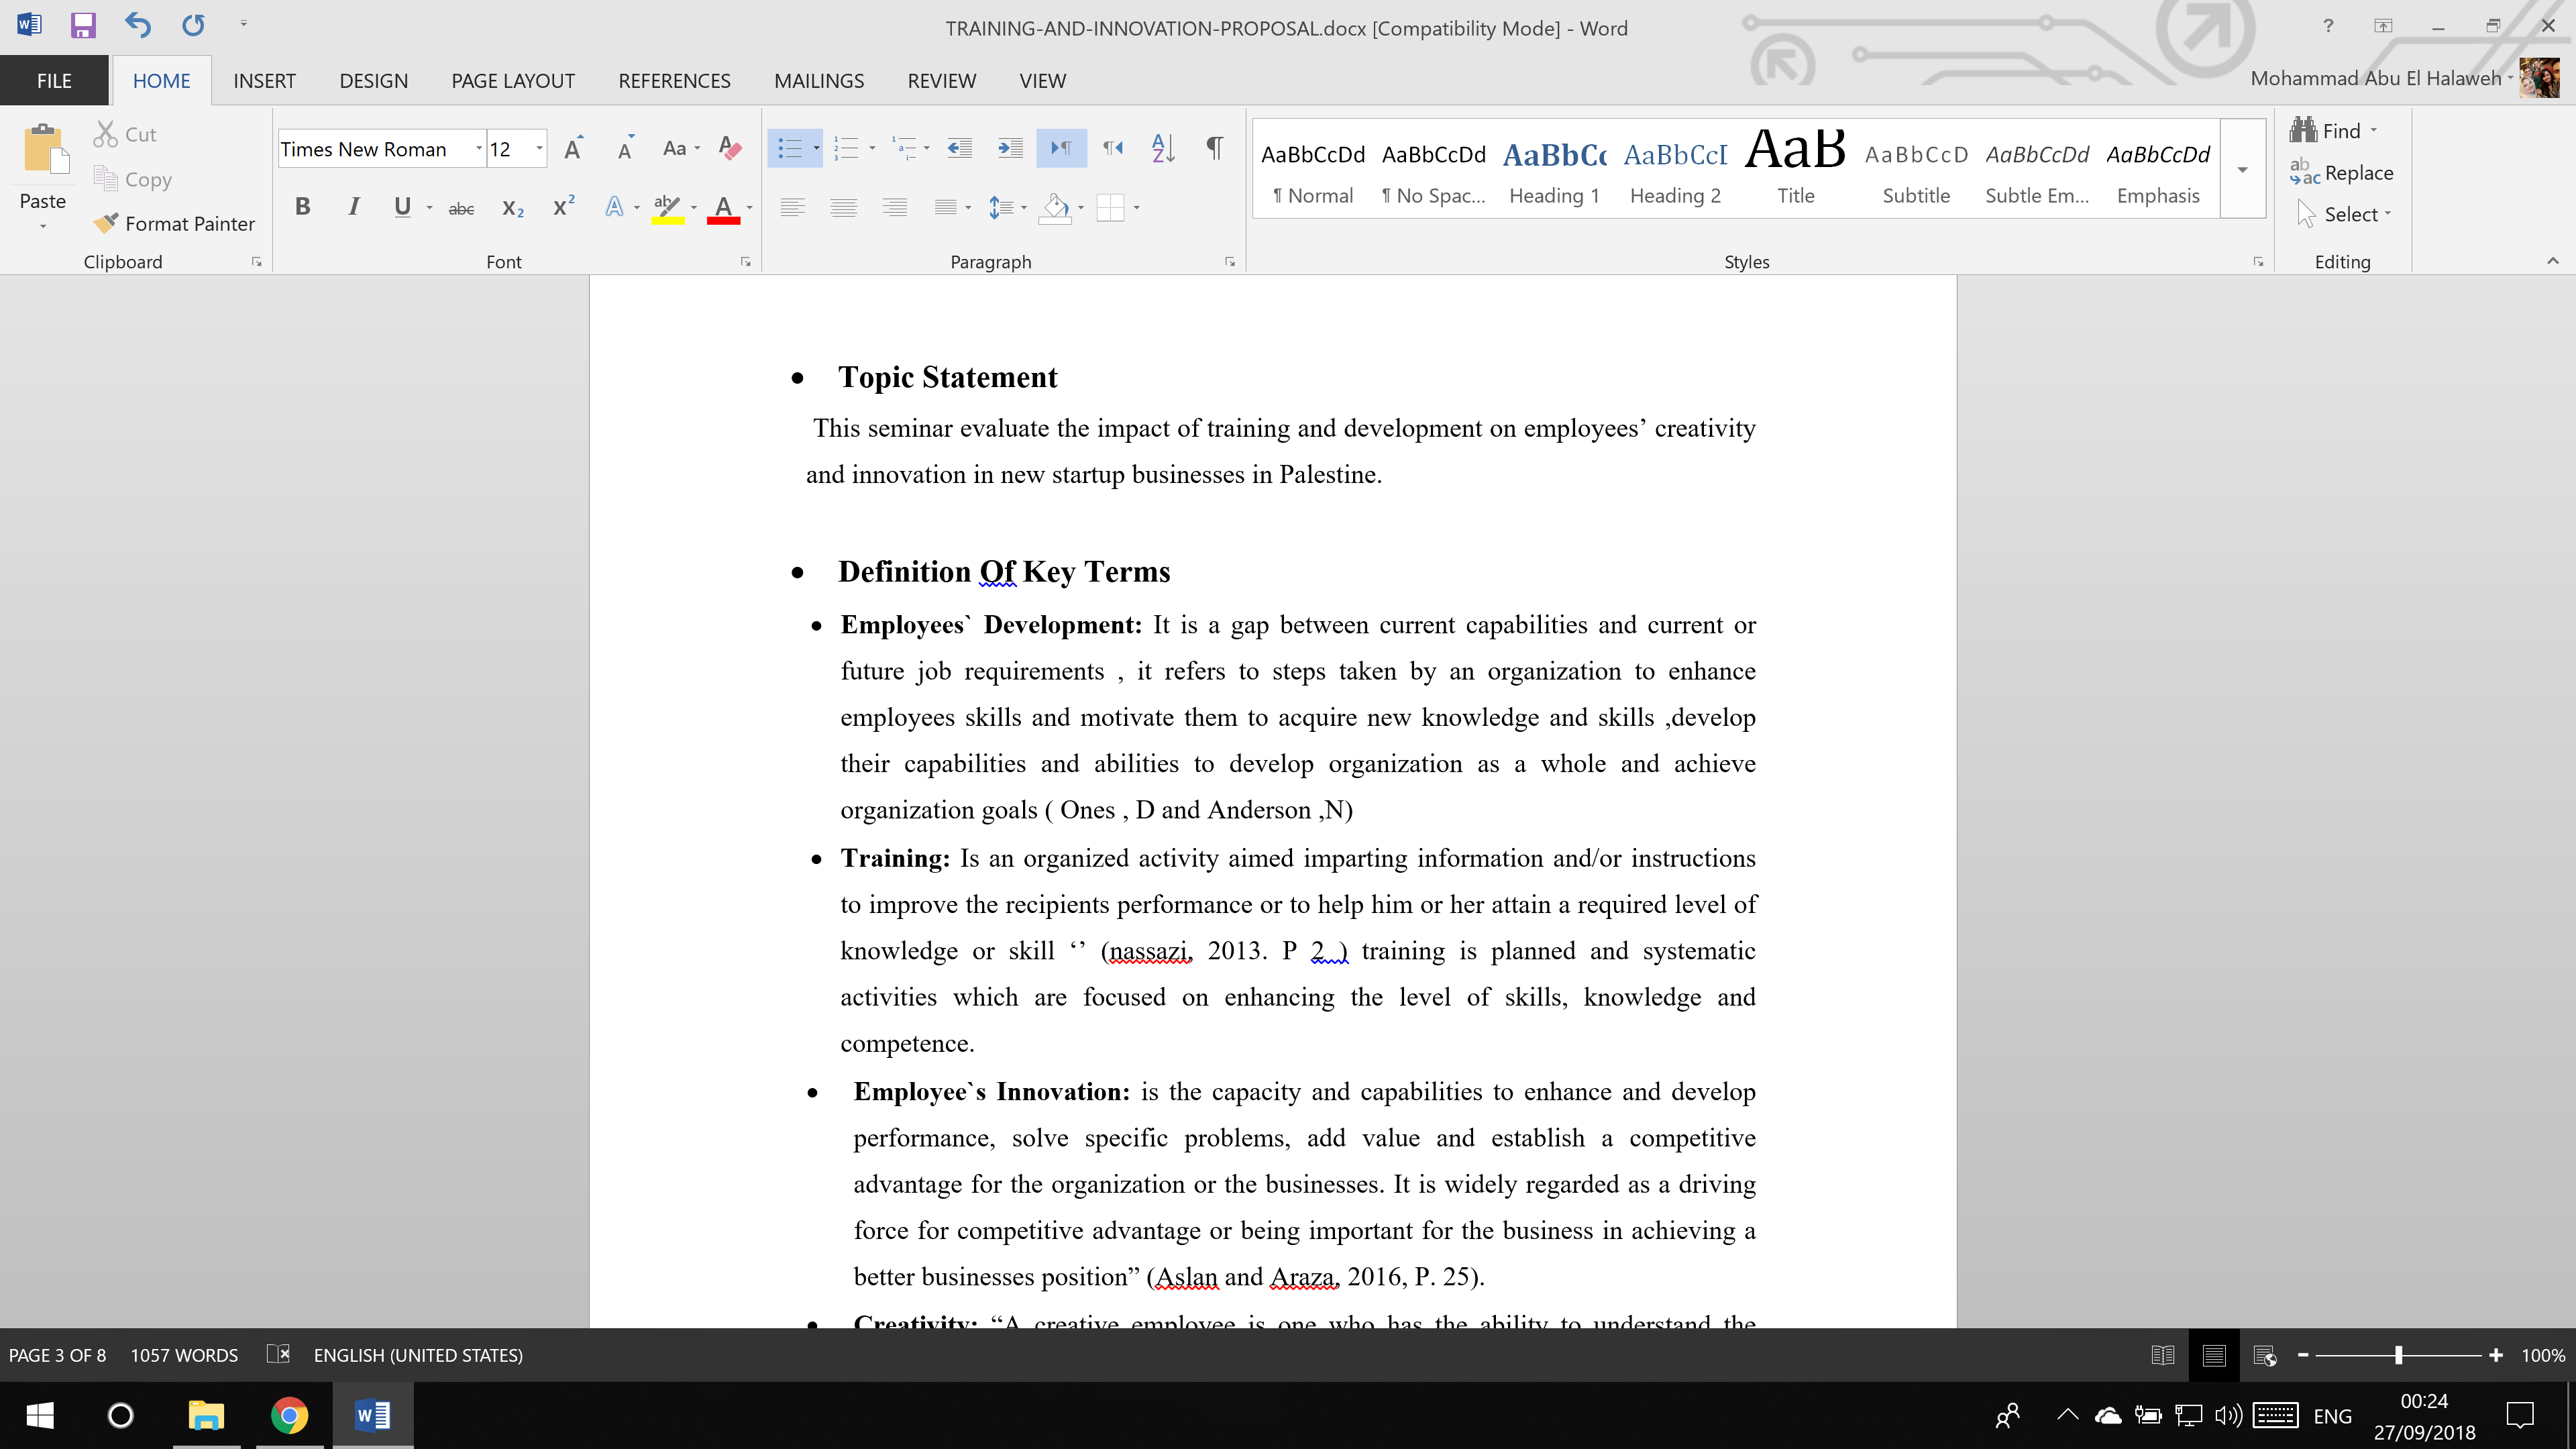 TRAINING-AND-INNOVATION-PROPOSAL.docx [Compatibility Mode] - Word
?
FILE HOME INSERT DESIGN PAGE LAYOUT REFERENCES MAILINGS REVIEW VIEW
Mohammad Abu El Halaweh
Paste
Cut
Copy
Format Painter
Clipboard
Times New Roman 12
Font
Paragraph
AaBbCcDd AaBbCcDd AaBbCc AaBbCcI AaB AaBbCcD AaBbCcDd AaBbCcDd
¶ Normal ¶ No Spac... Heading 1 Heading 2 Title Subtitle Subtle Em... Emphasis
Styles
Find
Replace
Select
Editing
• Topic Statement
This seminar evaluate the impact of training and development on employees’ creativity
and innovation in new startup businesses in Palestine.
• Definition Of Key Terms
• Employees` Development: It is a gap between current capabilities and current or
future job requirements , it refers to steps taken by an organization to enhance
employees skills and motivate them to acquire new knowledge and skills ,develop
their capabilities and abilities to develop organization as a whole and achieve
organization goals ( Ones , D and Anderson ,N)
• Training: Is an organized activity aimed imparting information and/or instructions
to improve the recipients performance or to help him or her attain a required level of
knowledge or skill ‘’ (nassazi, 2013. P 2 ) training is planned and systematic
activities which are focused on enhancing the level of skills, knowledge and
competence.
• Employee`s Innovation: is the capacity and capabilities to enhance and develop
performance, solve specific problems, add value and establish a competitive
advantage for the organization or the businesses. It is widely regarded as a driving
force for competitive advantage or being important for the business in achieving a
better businesses position” (Aslan and Araza, 2016, P. 25).
• Creativity: “A creative employee is one who has the ability to understand the
PAGE 3 OF 8 1057 WORDS ENGLISH (UNITED STATES)
100%
ENG
00:24
27/09/2018